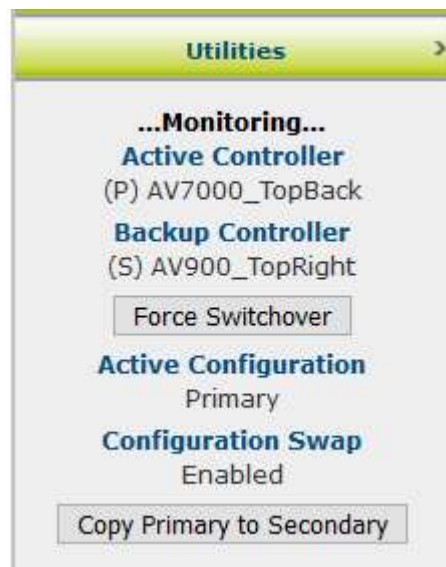 Utilities
...Monitoring...
Active Controller
(P) AV7000_TopBack
Backup Controller
(S) AV900_TopRight
Force Switchover
Active Configuration
Primary
Configuration Swap
Enabled
Copy Primary to Secondary